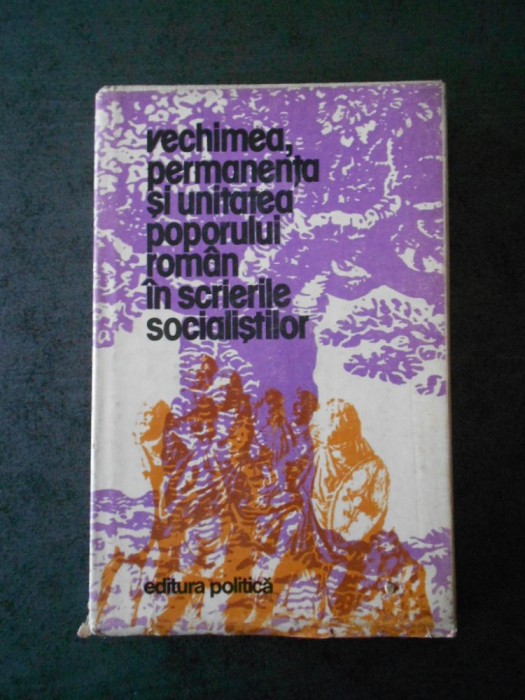 vechimea,
permanența
și unitatea
poporului
român
în scrierile
socialiștilor
editura politică